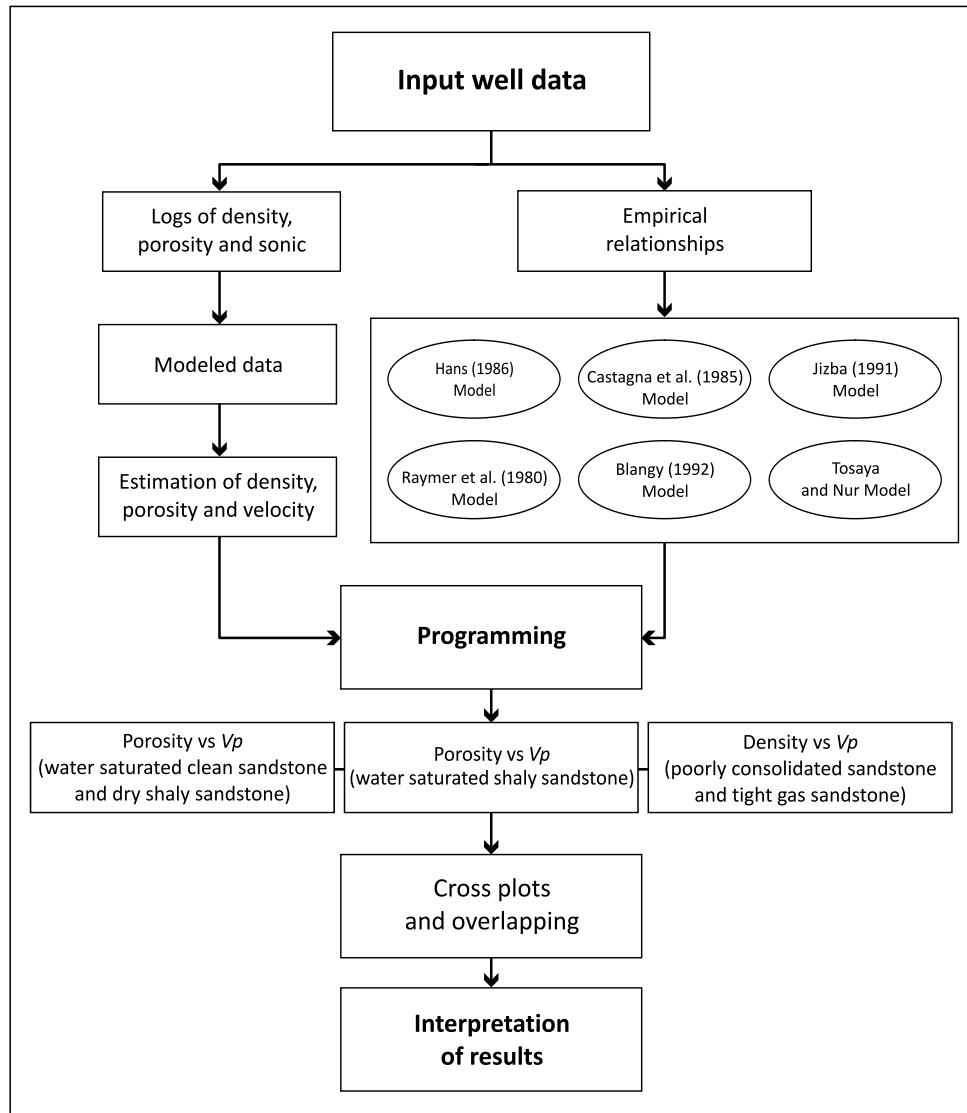 Input well data
Logs of density,
porosity and sonic
Empirical
relationships
Modeled data
Hans (1986)
Model
Castagna et al. (1985)
Model
Jizba (1991)
Model
Raymer et al. (1980)
Model
Blangy (1992)
Model
Tosaya
and Nur Model
Estimation of density,
porosity and velocity
Programming
Porosity vs Vp
(water saturated clean sandstone
and dry shaly sandstone)
Porosity vs Vp
(water saturated shaly sandstone)
Density vs Vp
(poorly consolidated sandstone
and tight gas sandstone)
Cross plots
and overlapping
Interpretation
of results